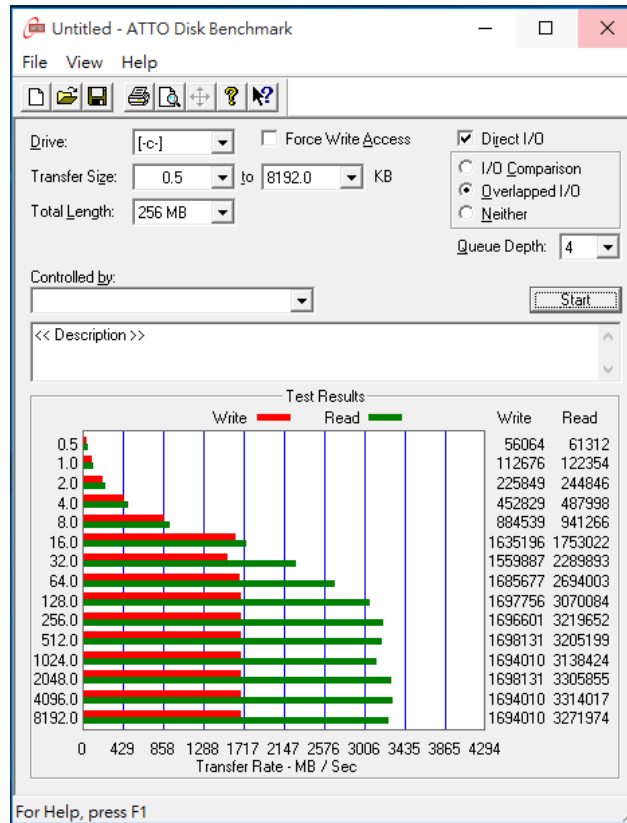 Untitled - ATTO Disk Benchmark
File View Help
Drive: [-c-] Force Write Access Direct I/O
Transfer Size: 0.5 to 8192.0 KB I/O Comparison
Overlapped I/O
Total Length: 256 MB Neither
Queue Depth: 4
Controlled by:
Start
<< Description >>
Test Results
Write Read Write Read
0.5 56064 61312
1.0 112676 122354
2.0 225849 244846
4.0 452829 487998
8.0 884539 941266
16.0 1635196 1753022
32.0 1559887 2289893
64.0 1685677 2694003
128.0 1697756 3070084
256.0 1696601 3219652
512.0 1698131 3205199
1024.0 1694010 3138424
2048.0 1698131 3305855
4096.0 1694010 3314017
8192.0 1694010 3271974
0 429 858 1288 1717 2147 2576 3006 3435 3865 4294
Transfer Rate - MB / Sec
For Help, press F1